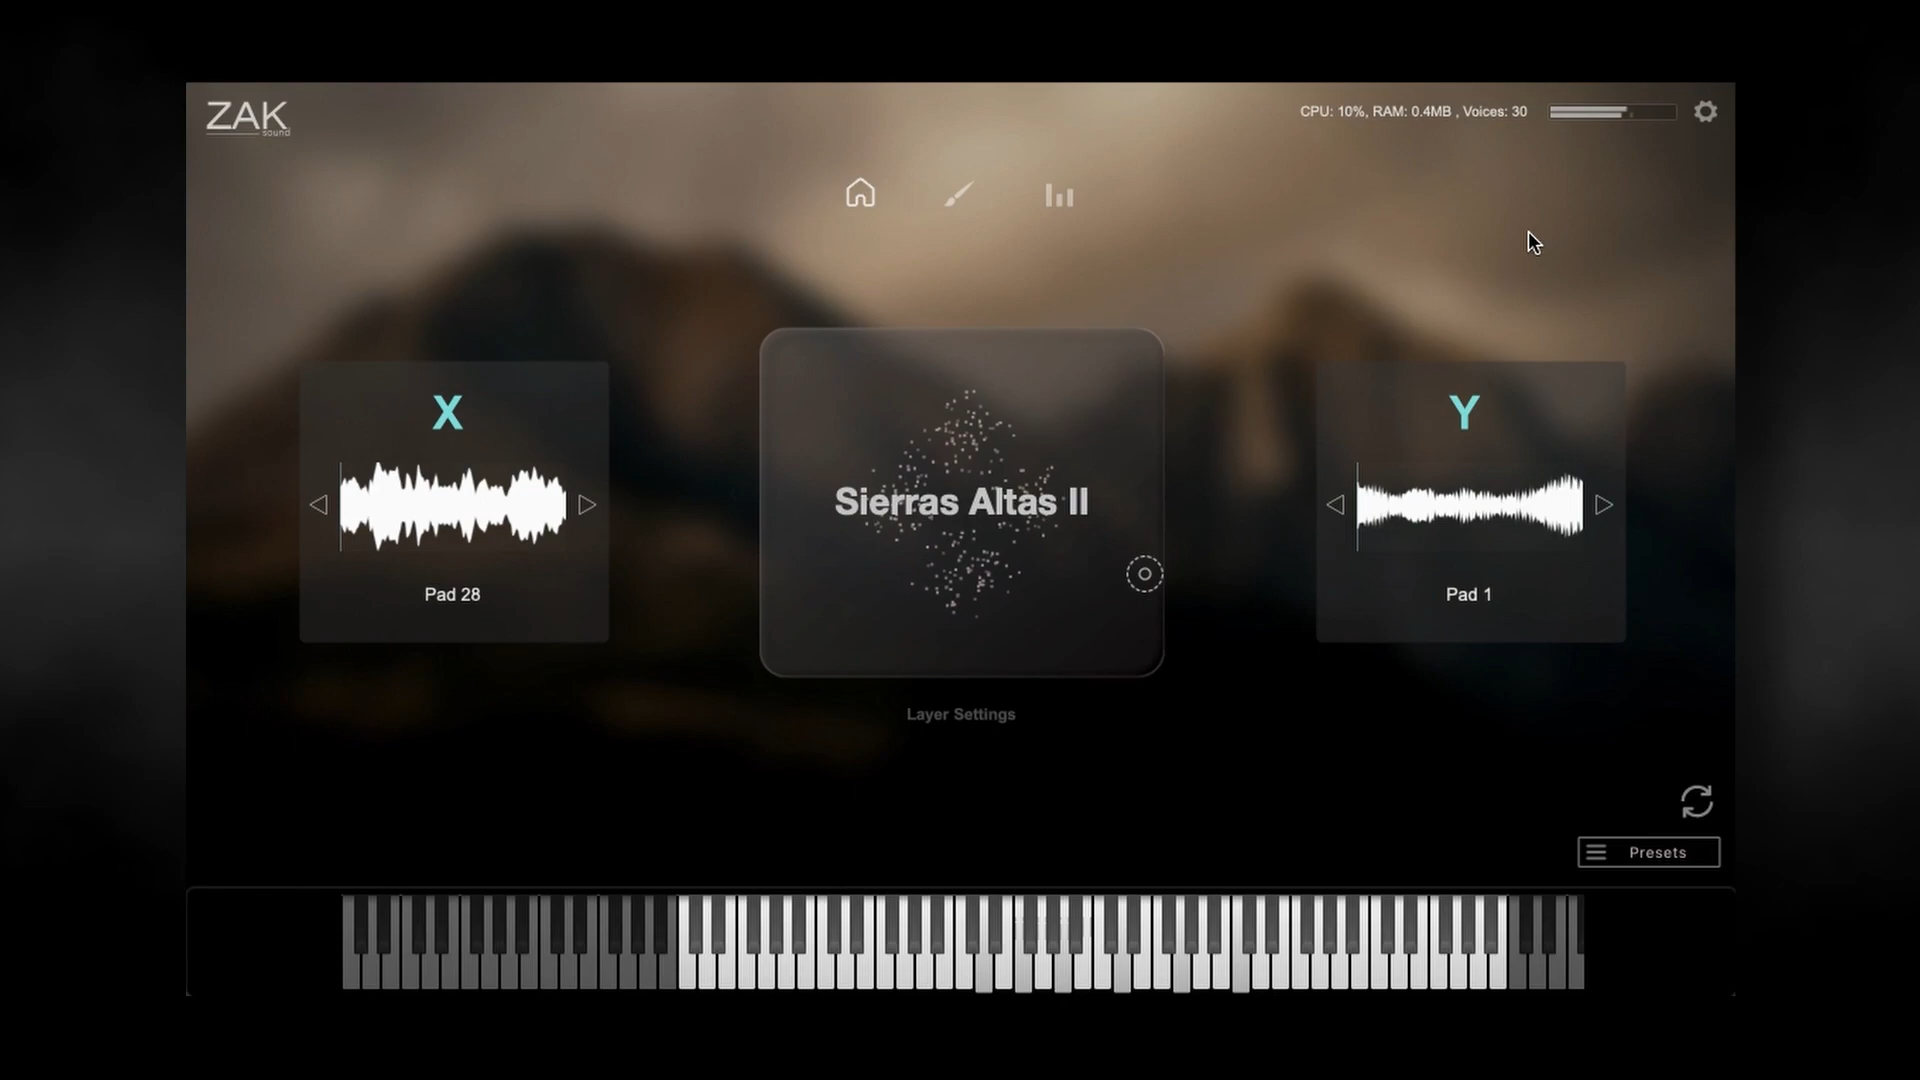 ZAK
sound
CPU: 10%, RAM: 0.4MB , Voices: 30
X
Y
Sierras Altas II
Pad 28
Pad 1
Layer Settings
Presets